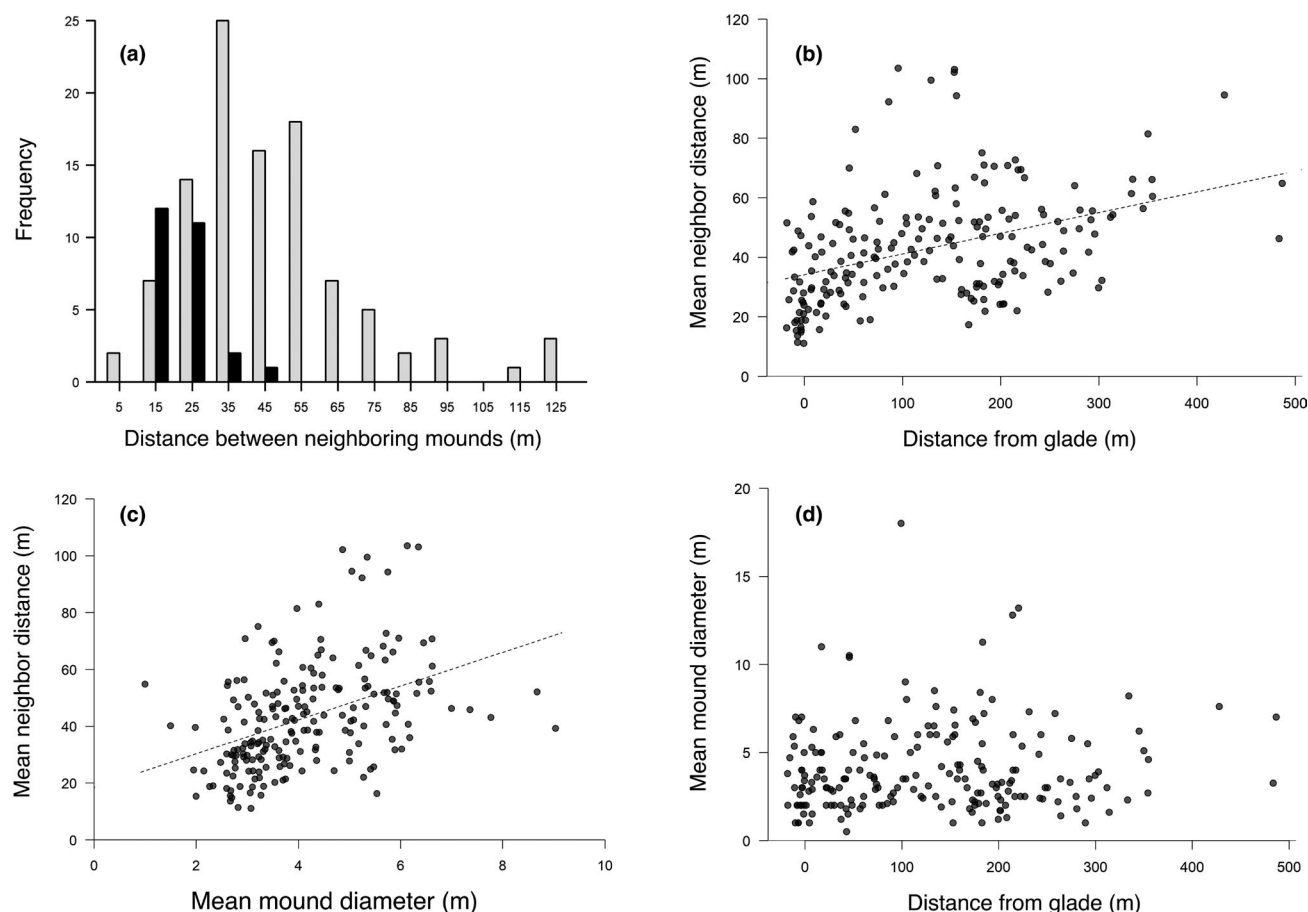 (a)
Frequency
25
20
15
10
5
0
5 15 25 35 45 55 65 75 85 95 105 115 125
Distance between neighboring mounds (m)
(b)
Mean neighbor distance (m)
120
100
80
60
40
20
0
0 100 200 300 400 500
Distance from glade (m)
(c)
Mean neighbor distance (m)
120
100
80
60
40
20
0
0 2 4 6 8 10
Mean mound diameter (m)
(d)
Mean mound diameter (m)
20
15
10
5
0
0 100 200 300 400 500
Distance from glade (m)